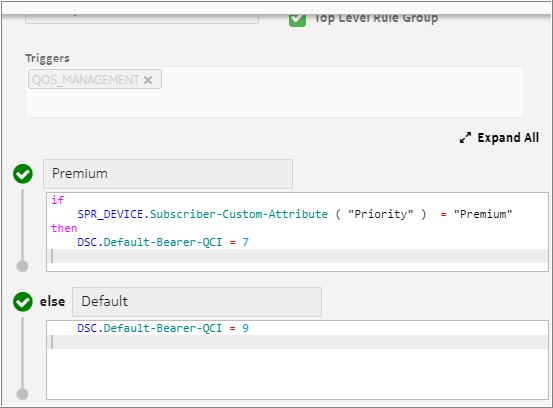 Top Level Rule Group
Triggers
QOS_MANAGEMENT ×
Expand All
Premium
if
SPR_DEVICE.Subscriber-Custom-Attribute ( "Priority" )  = "Premium"
then
DSC.Default-Bearer-QCI = 7
else Default
DSC.Default-Bearer-QCI = 9